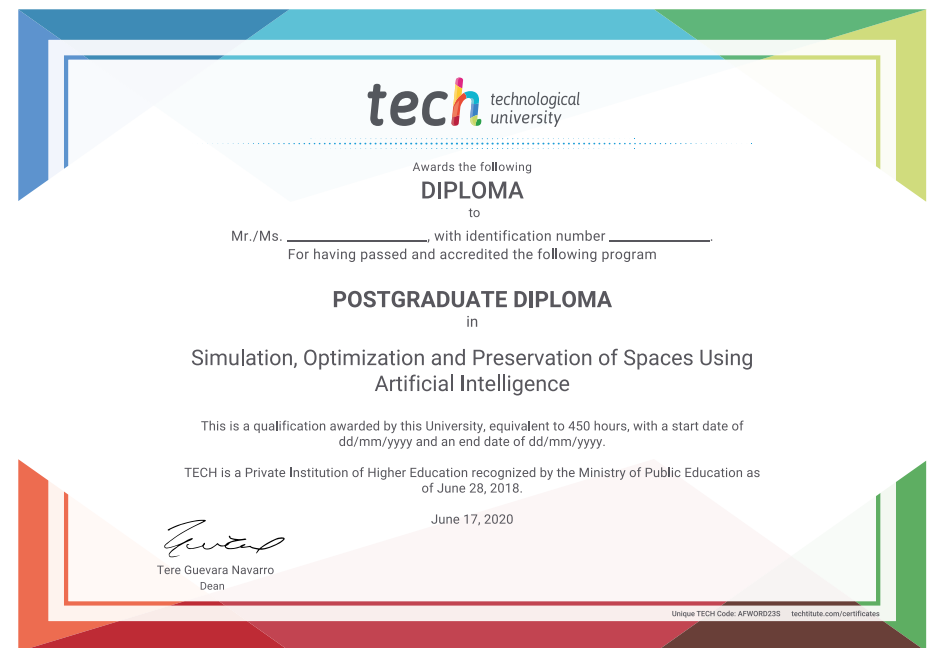 tech technological
university
Awards the following
DIPLOMA
to
Mr./Ms. ____________________, with identification number ______________.
For having passed and accredited the following program
POSTGRADUATE DIPLOMA
in
Simulation, Optimization and Preservation of Spaces Using
Artificial Intelligence
This is a qualification awarded by this University, equivalent to 450 hours, with a start date of
dd/mm/yyyy and an end date of dd/mm/yyyy.
TECH is a Private Institution of Higher Education recognized by the Ministry of Public Education as
of June 28, 2018.
June 17, 2020
Tere Guevara Navarro
Dean
Unique TECH Code: AFWORD23S techtitute.com/certificates